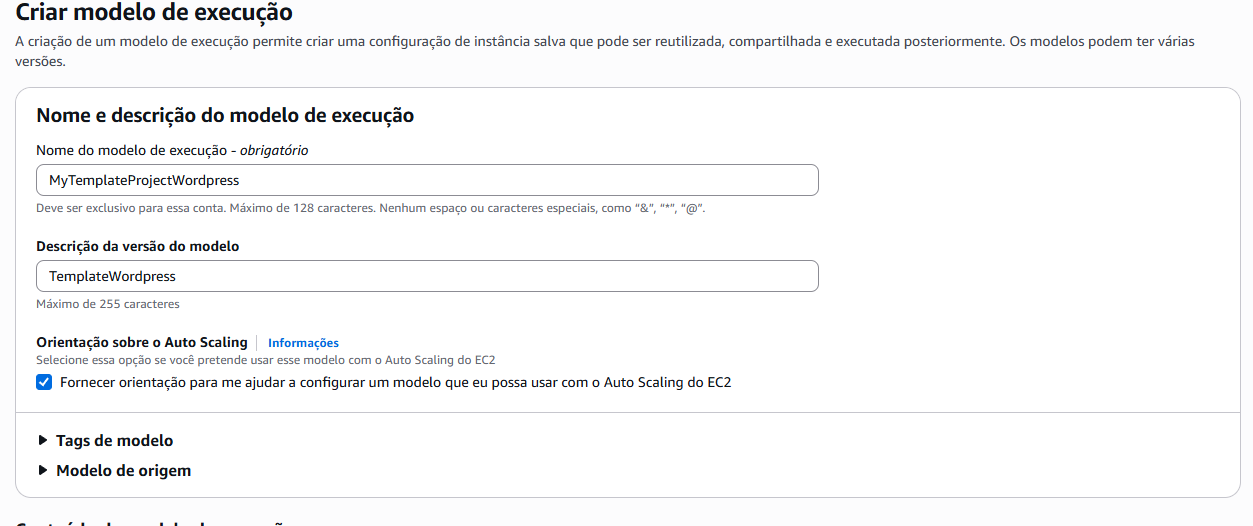 Criar modelo de execução
A criação de um modelo de execução permite criar uma configuração de instância salva que pode ser reutilizada, compartilhada e executada posteriormente. Os modelos podem ter várias
versões.
Nome e descrição do modelo de execução
Nome do modelo de execução - obrigatório
MyTemplateProjectWordpress
Deve ser exclusivo para essa conta. Máximo de 128 caracteres. Nenhum espaço ou caracteres especiais, como “&”, “*”, “@”.
Descrição da versão do modelo
TemplateWordpress
Máximo de 255 caracteres
Orientação sobre o Auto Scaling | Informações
Selecione essa opção se você pretende usar esse modelo com o Auto Scaling do EC2
Fornecer orientação para me ajudar a configurar um modelo que eu possa usar com o Auto Scaling do EC2
Tags de modelo
Modelo de origem